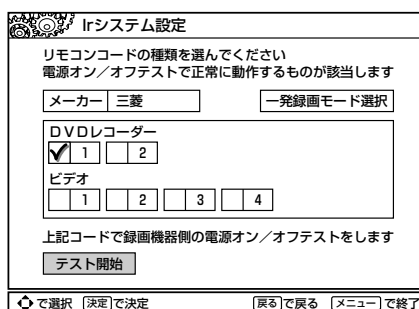 Irシステム設定
リモコンコードの種類を選んでください
電源オン／オフテストで正常に動作するものが該当します
メーカー 三菱 一発録画モード選択
ＤＶＤレコーダー
1 2
ビデオ
1 2 3 4
上記コードで録画機器側の電源オン／オフテストをします
テスト開始
で選択 決定で決定 戻るで戻る メニューで終了